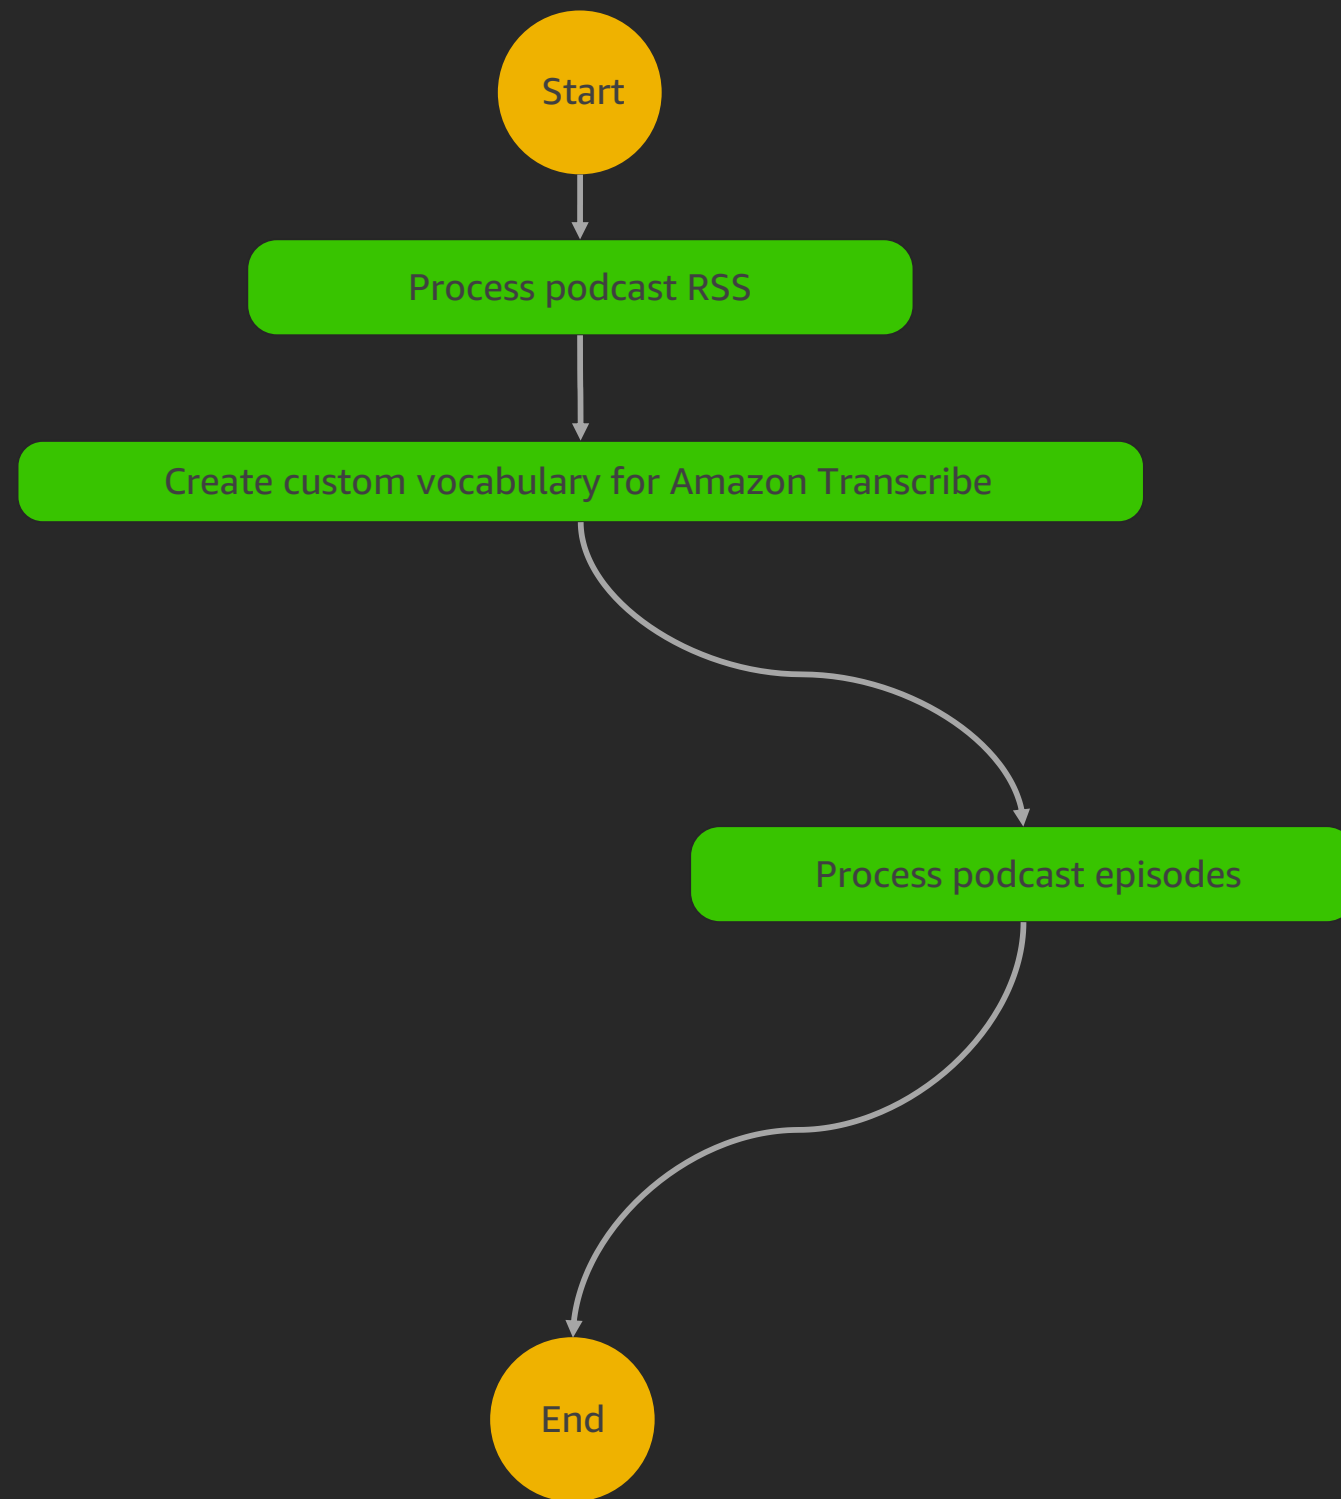 Start
Process podcast RSS
Create custom vocabulary for Amazon Transcribe
Process podcast episodes
End